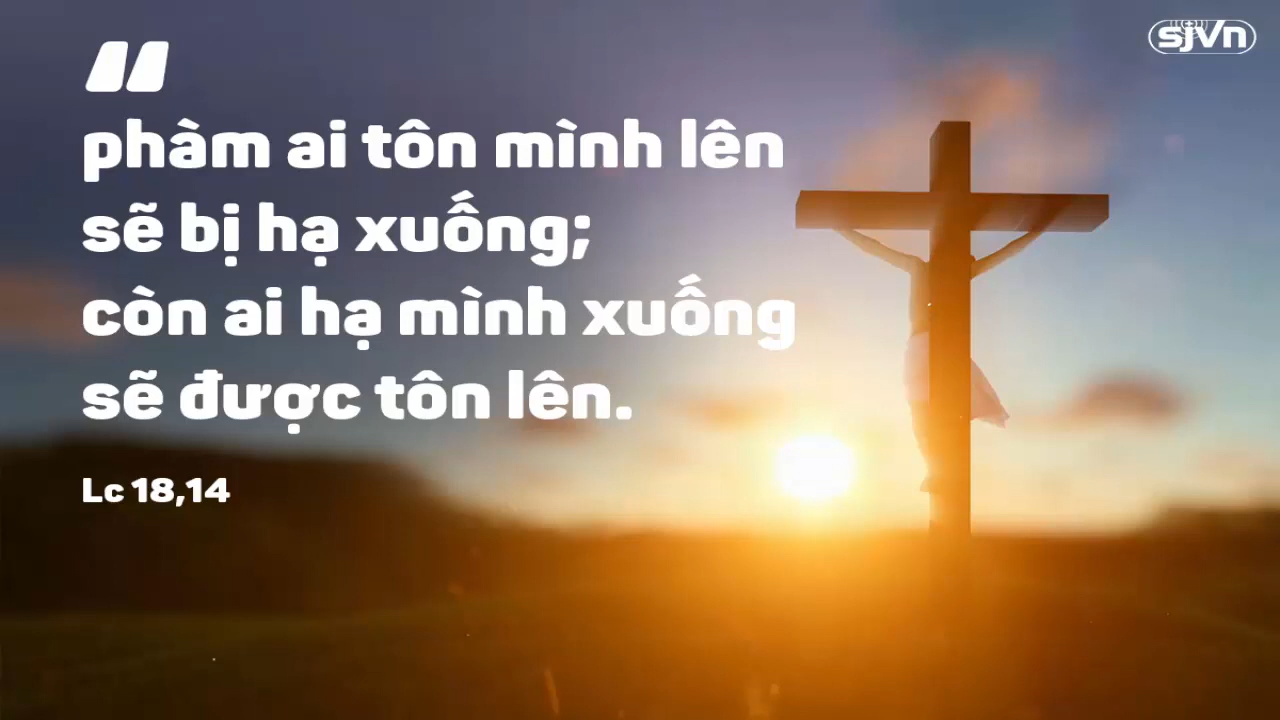 “
phàm ai tôn mình lên
sẽ bị hạ xuống;
còn ai hạ mình xuống
sẽ được tôn lên.
Lc 18,14
sjvn